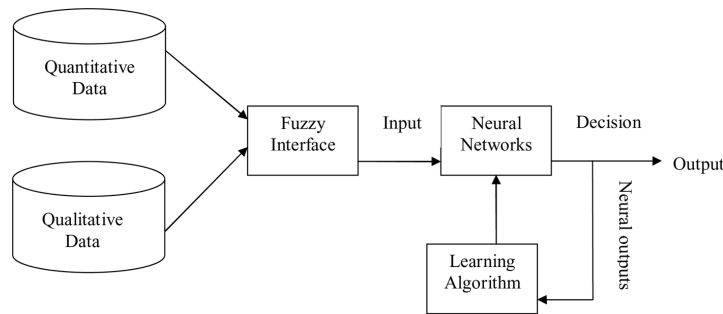 Quantitative
Data
Fuzzy
Interface
Input
Neural
Networks
Decision
Output
Neural outputs
Qualitative
Data
Learning
Algorithm